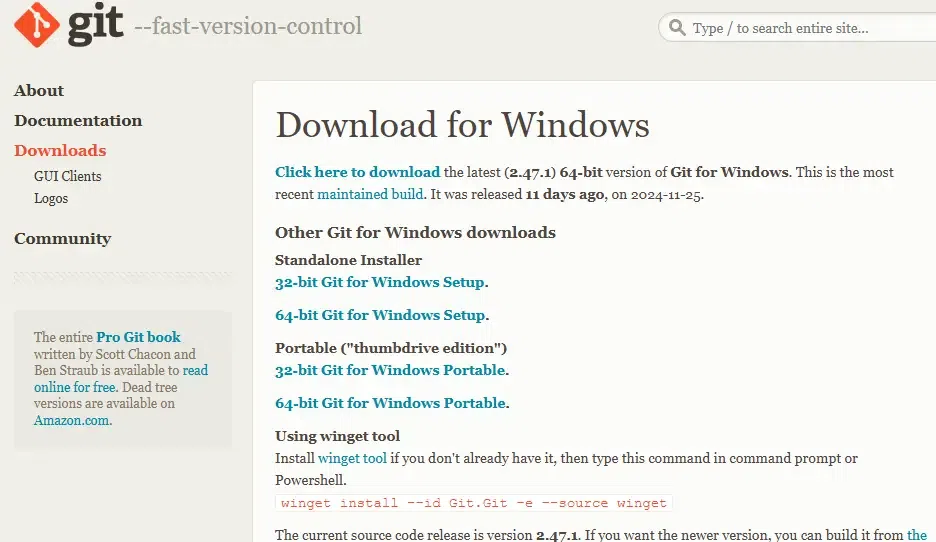 git --fast-version-control
Type / to search entire site...
About
Documentation
Downloads
GUI Clients
Logos
Community
The entire Pro Git book
written by Scott Chacon and
Ben Straub is available to read
online for free. Dead tree
versions are available on
Amazon.com.
Download for Windows
Click here to download the latest (2.47.1) 64-bit version of Git for Windows. This is the most
recent maintained build. It was released 11 days ago, on 2024-11-25.
Other Git for Windows downloads
Standalone Installer
32-bit Git for Windows Setup.
64-bit Git for Windows Setup.
Portable ("thumbdrive edition")
32-bit Git for Windows Portable.
64-bit Git for Windows Portable.
Using winget tool
Install winget tool if you don't already have it, then type this command in command prompt or
Powershell.
winget install --id Git.Git -e --source winget
The current source code release is version 2.47.1. If you want the newer version, you can build it from the